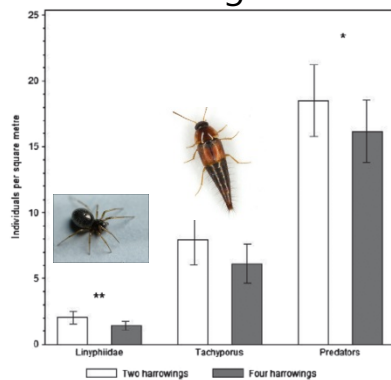 25
20
15
10
5
0
Individuals per square metre
*
**
Linyphiidae
Tachyporus
Predators
Two harrowings
Four harrowings